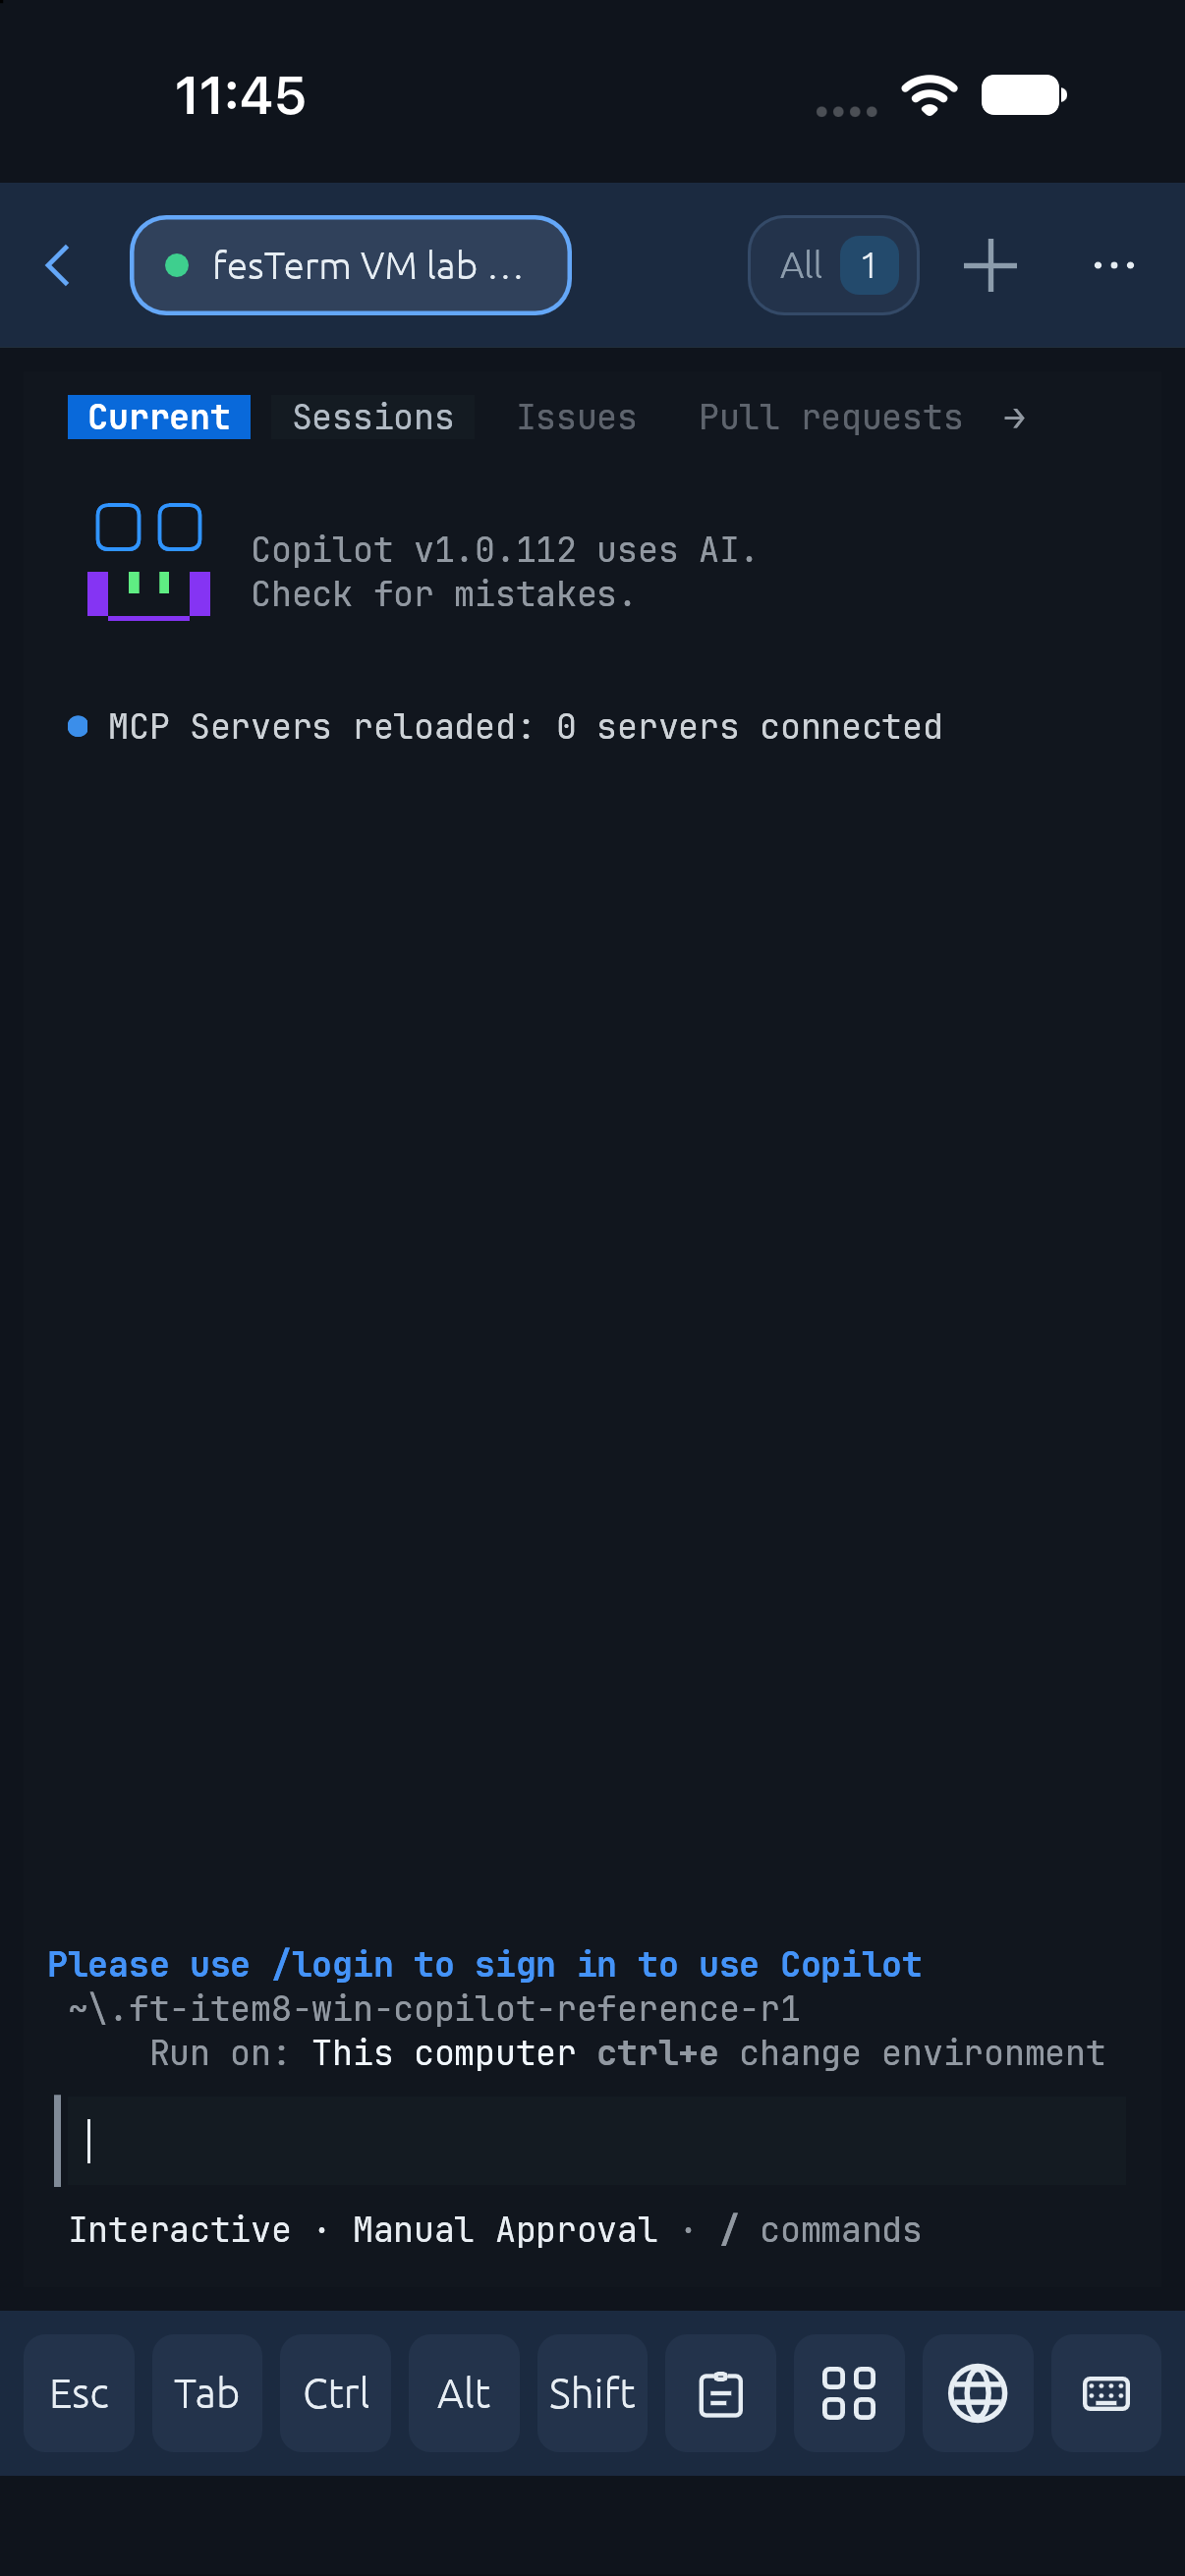 11:45
fesTerm VM lab ...
All 1
Current Sessions Issues Pull requests →
Copilot v1.0.112 uses AI.
Check for mistakes.
● MCP Servers reloaded: 0 servers connected
Please use /login to sign in to use Copilot
~\.ft-item8-win-copilot-reference-r1
Run on: This computer ctrl+e change environment
Interactive · Manual Approval · / commands
Esc Tab Ctrl Alt Shift